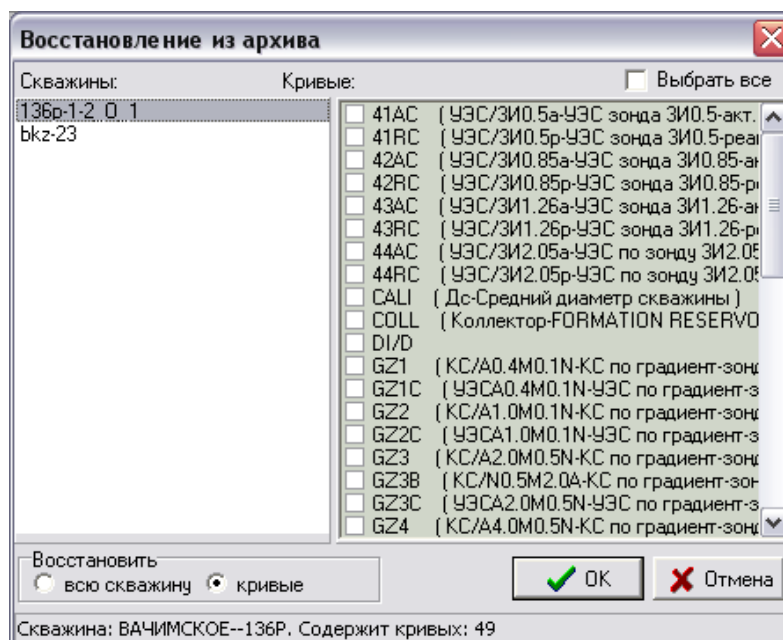 Восстановление из архива
Скважины:
Кривые:
Выбрать все
136р-1-2_0_1
bkz-23
41AC ( УЭС/ЗИ0.5а-УЭС зонда ЗИ0.5-акт.
41RC ( УЭС/ЗИ0.5р-УЭС зонда ЗИ0.5-реа
42AC ( УЭС/ЗИ0.85а-УЭС зонда ЗИ0.85-а
42RC ( УЭС/ЗИ0.85р-УЭС зонда ЗИ0.85-р
43AC ( УЭС/ЗИ1.26а-УЭС зонда ЗИ1.26-а
43RC ( УЭС/ЗИ1.26р-УЭС зонда ЗИ1.26-р
44AC ( УЭС/ЗИ2.05а-УЭС по зонду ЗИ2.05
44RC ( УЭС/ЗИ2.05р-УЭС по зонду ЗИ2.05
CALI ( Дс-Средний диаметр скважины )
COLL ( Коллектор-FORMATION RESERVO
DI/D
GZ1 ( КС/А0.4М0.1N-КС по градиент-зонд
GZ1C ( УЭСА0.4М0.1N-УЭС по градиент-з
GZ2 ( КС/А1.0М0.1N-КС по градиент-зонд
GZ2C ( УЭСА1.0М0.1N-УЭС по градиент-з
GZ3 ( КС/А2.0М0.5N-КС по градиент-зонд
GZ3B ( КС/N0.5М2.0А-КС по градиент-зон
GZ3C ( УЭСА2.0М0.5N-УЭС по градиент-з
GZ4 ( КС/А4.0М0.5N-КС по градиент-зонд
Восстановить
всю скважину
кривые
OK
Отмена
Скважина: ВАЧИМСКОЕ--136Р. Содержит кривых: 49